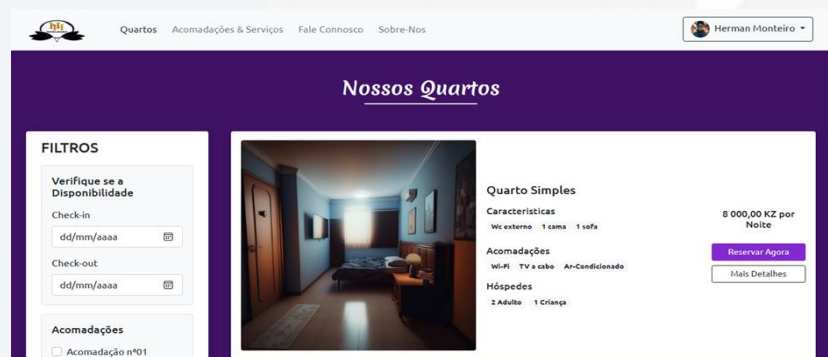 Quartos Acomadações & Serviços Fale Connosco Sobre-Nos
Herman Monteiro
Nossos Quartos
FILTROS
Verifique se a
Disponibilidade
Check-in
dd/mm/aaaa
Check-out
dd/mm/aaaa
Acomadações
Acomadação nª01
Quarto Simples
Caracteristicas
Wc externo 1 cama 1 sofa
Acomadações
Wi-Fi TV a cabo Ar-Condicionado
Hóspedes
2 Adulto 1 Criança
8 000,00 KZ por
Noite
Reservar Agora
Mais Detalhes